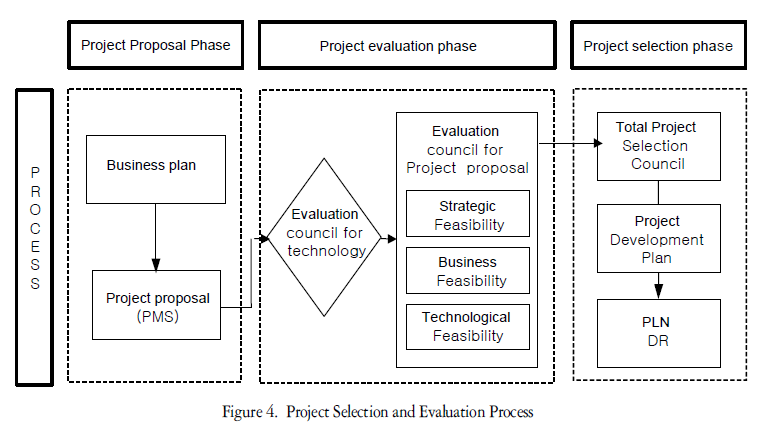 Project Proposal Phase
Project evaluation phase
Project selection phase
PROCESS
Business plan
Project proposal
(PMS)
Evaluation
council for
technology
Evaluation
council for
Project proposal
Strategic
Feasibility
Business
Feasibility
Technological
Feasibility
Total Project
Selection
Council
Project
Development
Plan
PLN
DR
Figure 4. Project Selection and Evaluation Process